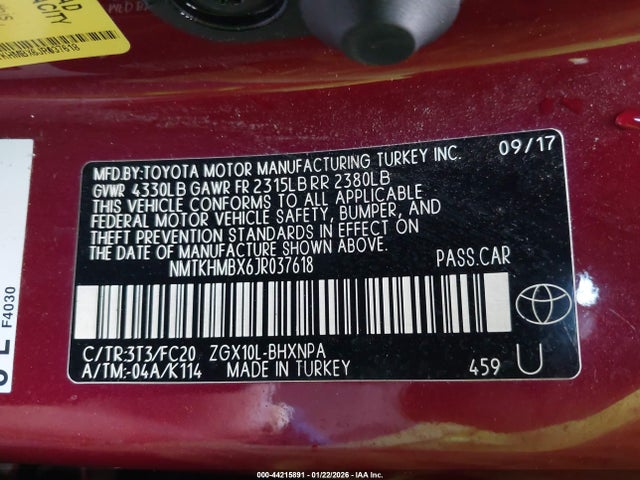 KHMBX6JR037618
MFD.BY:TOYOTA MOTOR MANUFACTURING TURKEY INC. 09/17
GVWR 4330LB GAWR FR 2315LB RR 2380LB
THIS VEHICLE CONFORMS TO ALL APPLICABLE
FEDERAL MOTOR VEHICLE SAFETY, BUMPER, AND
THEFT PREVENTION STANDARDS IN EFFECT ON
THE DATE OF MANUFACTURE SHOWN ABOVE.
NMTKHMBX6JR037618 PASS.CAR
C/TR:3T3/FC20 ZGX10L-BHXNPA
A/TM:-04A/K114 MADE IN TURKEY 459 U
F4030
000-44215891 - 01/22/2026 - IAA Inc.